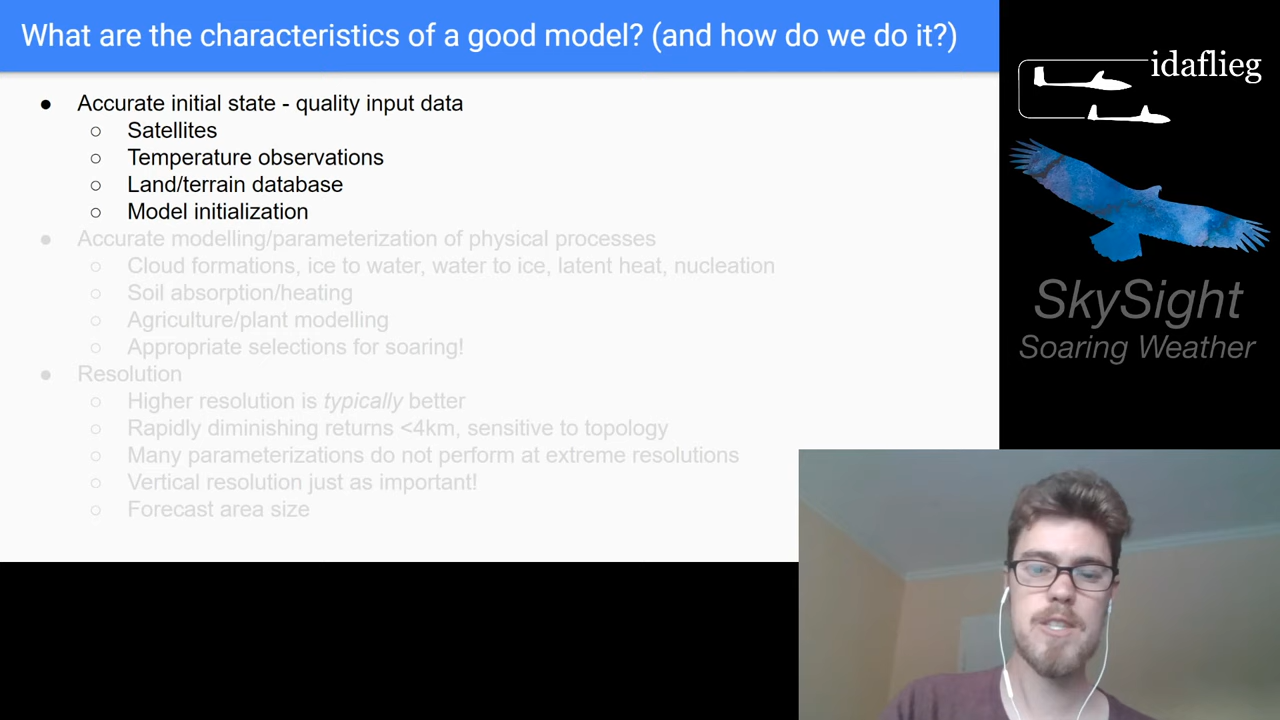 What are the characteristics of a good model? (and how do we do it?)
● Accurate initial state - quality input data
○ Satellites
○ Temperature observations
○ Land/terrain database
○ Model initialization
● Accurate modelling/parameterization of physical processes
○ Cloud formations, ice to water, water to ice, latent heat, nucleation
○ Soil absorption/heating
○ Agriculture/plant modelling
○ Appropriate selections for soaring!
● Resolution
○ Higher resolution is typically better
○ Rapidly diminishing returns <4km, sensitive to topology
○ Many parameterizations do not perform at extreme resolutions
○ Vertical resolution just as important!
○ Forecast area size
idaflieg
SkySight
Soaring Weather